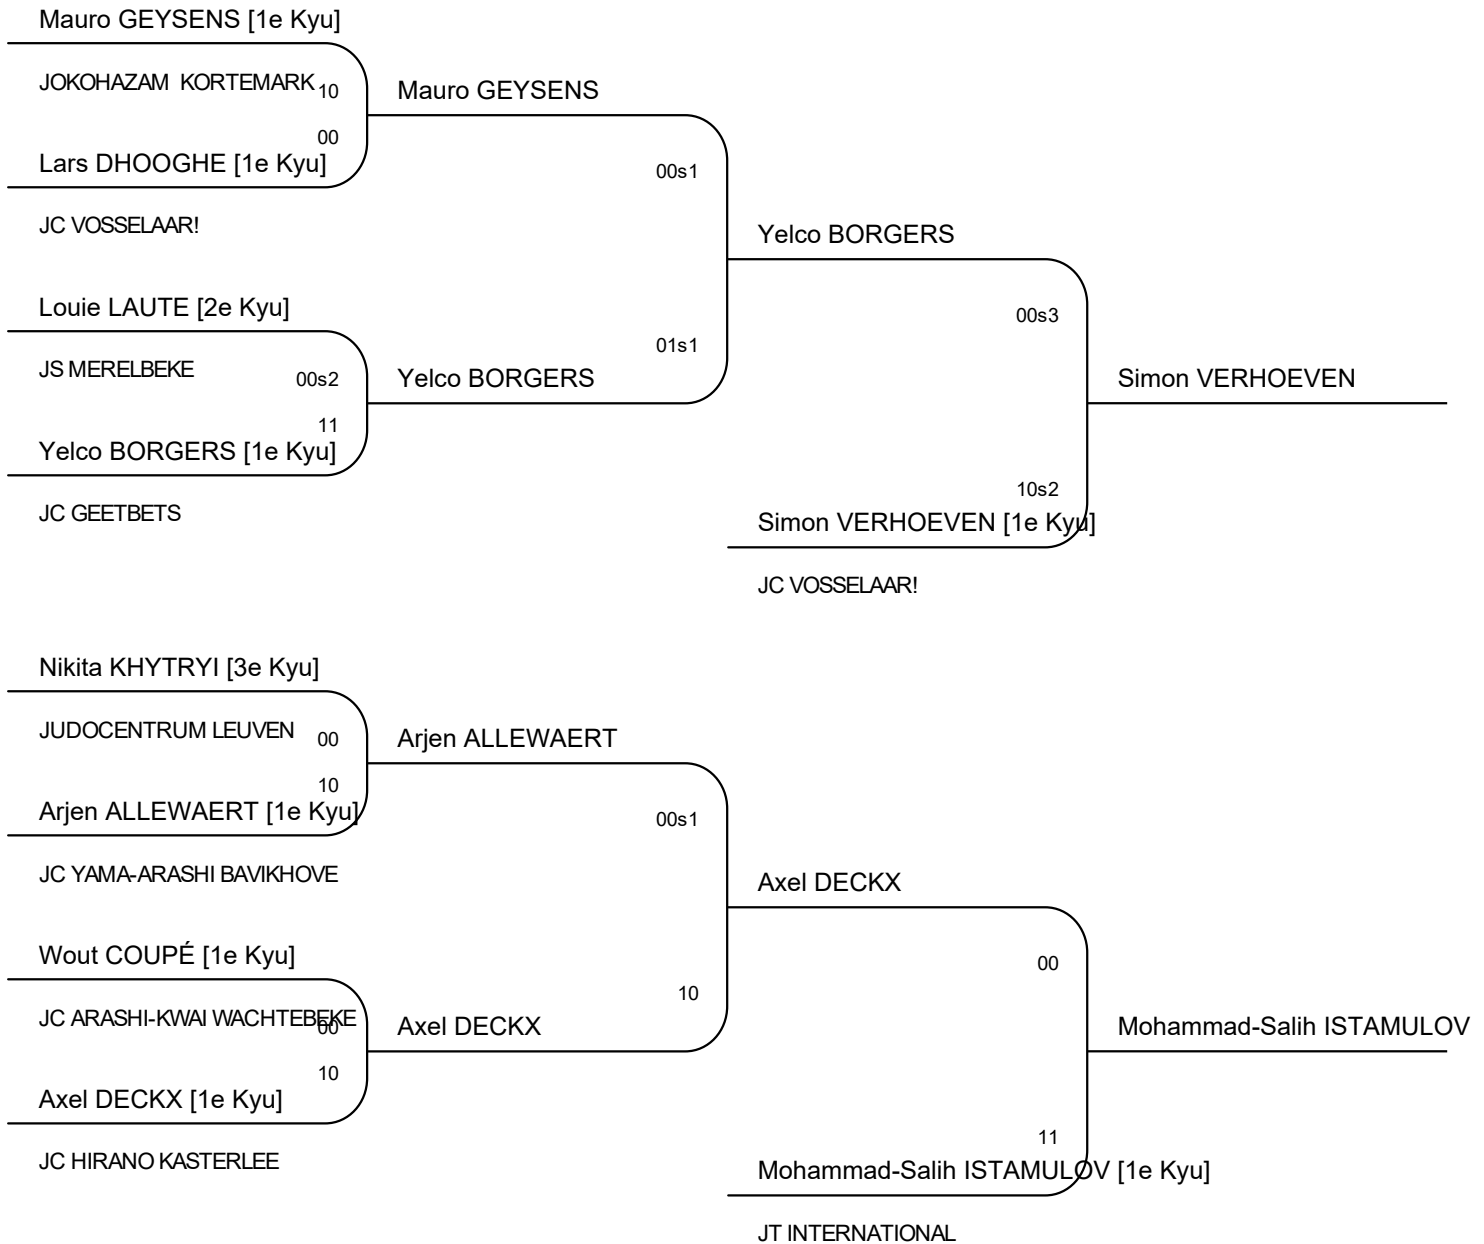 Mauro GEYSENS [1e Kyu]
JOKOHAZAM KORTEMARK
10
Mauro GEYSENS
00
Lars DHOOGHE [1e Kyu]
00s1
JC VOSSELAAR!
Yelco BORGERS
Louie LAUTE [2e Kyu]
00s3
01s1
JS MERELBEKE
00s2
Yelco BORGERS
Simon VERHOEVEN
11
Yelco BORGERS [1e Kyu]
10s2
JC GEETBETS
Simon VERHOEVEN [1e Kyu]
JC VOSSELAAR!
Nikita KHYTRYI [3e Kyu]
JUDOCENTRUM LEUVEN
00
Arjen ALLEWAERT
10
Arjen ALLEWAERT [1e Kyu]
00s1
JC YAMA-ARASHI BAVIKHOVE
Axel DECKX
Wout COUPÉ [1e Kyu]
00
10
JC ARASHI-KWAI WACHTEBEKE
00
Axel DECKX
Mohammad-Salih ISTAMULOV
10
Axel DECKX [1e Kyu]
11
JC HIRANO KASTERLEE
Mohammad-Salih ISTAMULOV [1e Kyu]
JT INTERNATIONAL